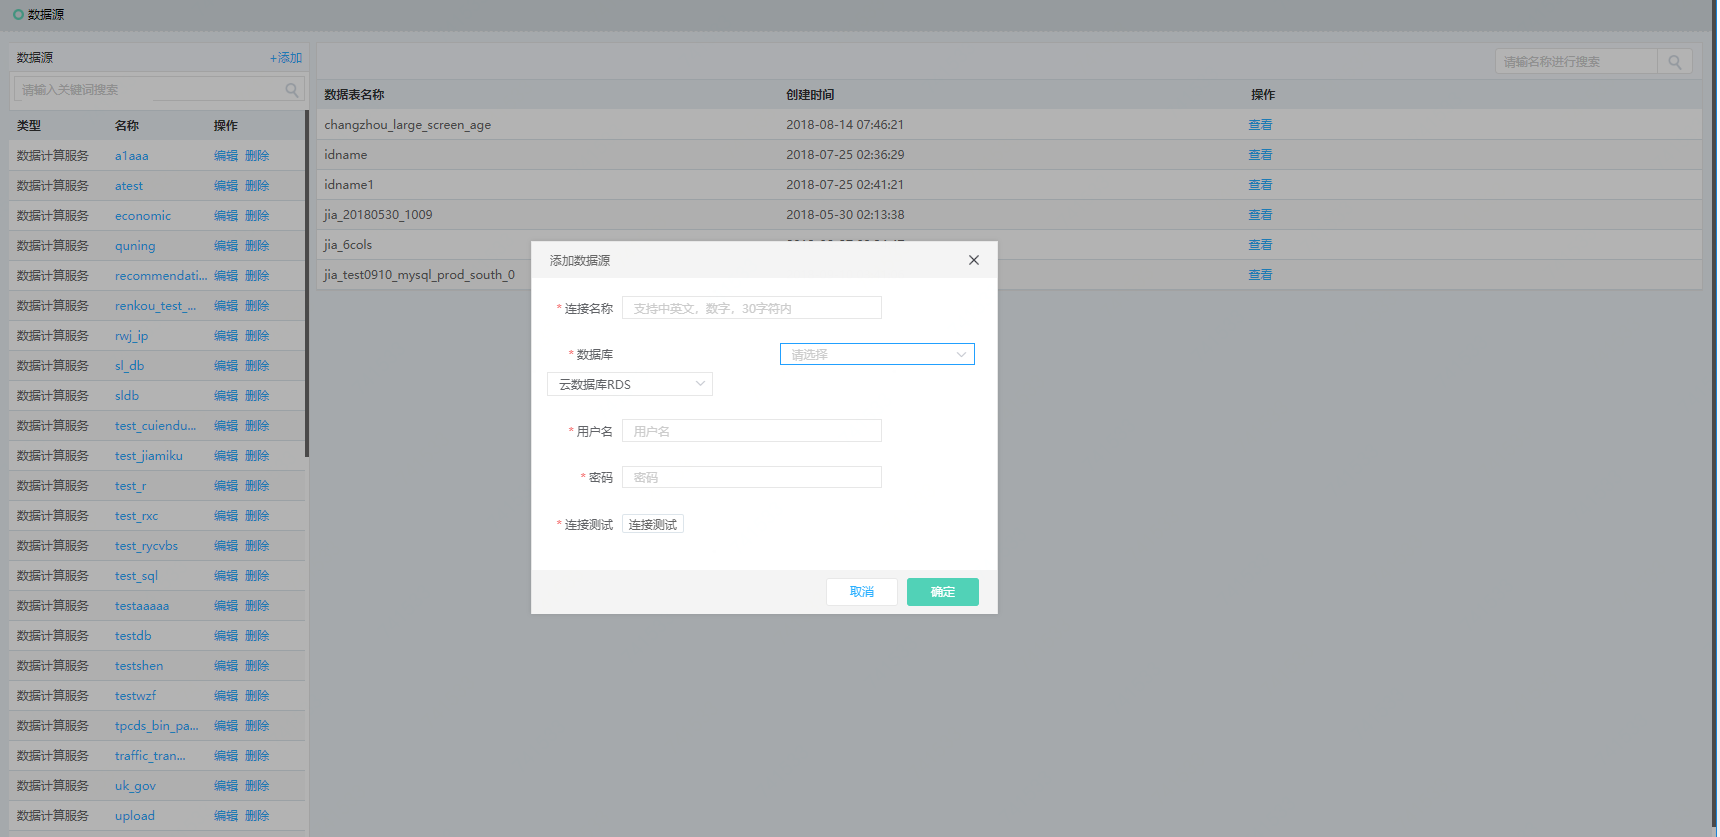 数据源
数据源 +添加
请输入关键词搜索
类型 名称 操作
数据计算服务 a1aaa 编辑 删除
数据计算服务 atest 编辑 删除
数据计算服务 economic 编辑 删除
数据计算服务 quning 编辑 删除
数据计算服务 recommendati... 编辑 删除
数据计算服务 renkou_test_... 编辑 删除
数据计算服务 rwj_ip 编辑 删除
数据计算服务 sl_db 编辑 删除
数据计算服务 sldb 编辑 删除
数据计算服务 test_cuiendu... 编辑 删除
数据计算服务 test_jiamiku 编辑 删除
数据计算服务 test_r 编辑 删除
数据计算服务 test_rxc 编辑 删除
数据计算服务 test_rycvbs 编辑 删除
数据计算服务 test_sql 编辑 删除
数据计算服务 testaaaaa 编辑 删除
数据计算服务 testdb 编辑 删除
数据计算服务 testshen 编辑 删除
数据计算服务 testwzf 编辑 删除
数据计算服务 tpcds_bin_pa... 编辑 删除
数据计算服务 traffic_tran... 编辑 删除
数据计算服务 uk_gov 编辑 删除
数据计算服务 upload 编辑 删除
请输名称进行搜索
数据表名称 创建时间 操作
changzhou_large_screen_age 2018-08-14 07:46:21 查看
idname 2018-07-25 02:36:29 查看
idname1 2018-07-25 02:41:21 查看
jia_20180530_1009 2018-05-30 02:13:38 查看
jia_6cols 查看
jia_test0910_mysql_prod_south_0 查看
添加数据源
* 连接名称 支持中英文，数字，30字符内
* 数据库 请选择
云数据库RDS
* 用户名 用户名
* 密码 密码
* 连接测试 连接测试
取消 确定